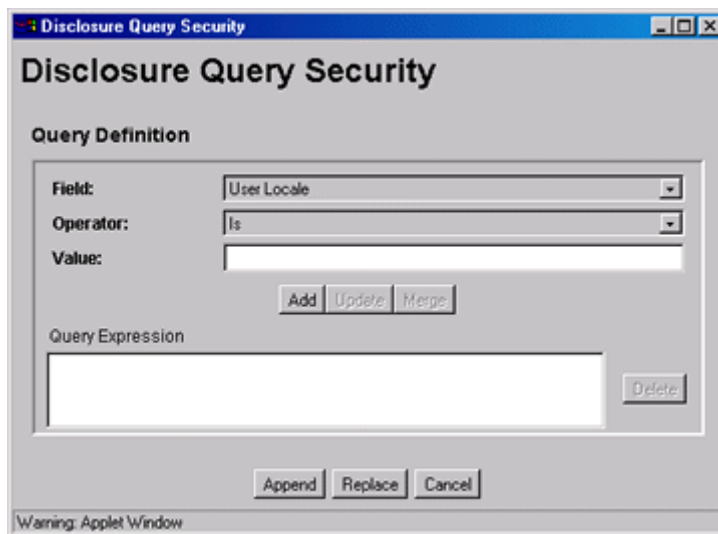 Disclosure Query Security
Disclosure Query Security
Query Definition
Field: User Locale
Operator: Is
Value:
Add Update Merge
Query Expression
Delete
Append Replace Cancel
Warning: Applet Window